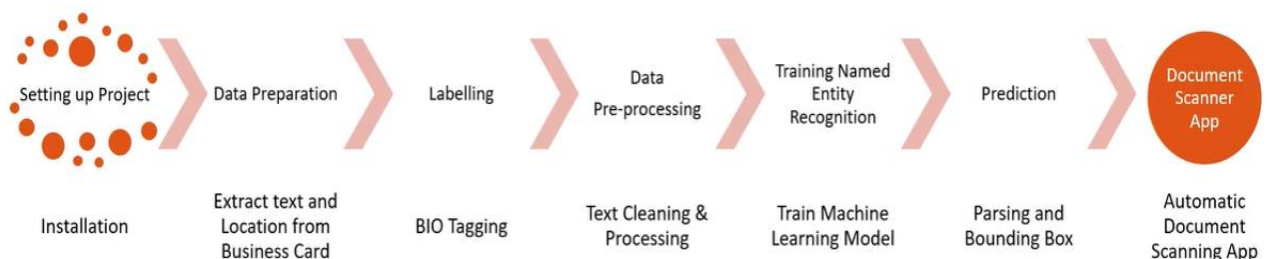 Setting up Project
Data Preparation
Labelling
Data
Pre-processing
Training Named
Entity
Recognition
Prediction
Document
Scanner
App
Installation
Extract text and
Location from
Business Card
BIO Tagging
Text Cleaning &
Processing
Train Machine
Learning Model
Parsing and
Bounding Box
Automatic
Document
Scanning App